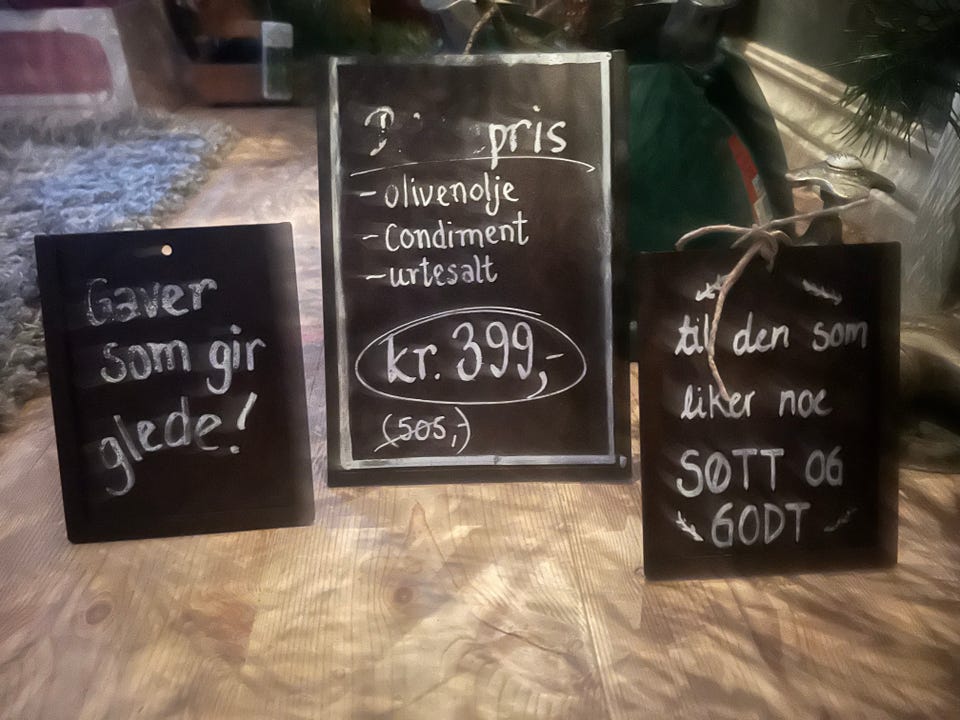 Gaver
som gir
glede!
pris
- olivenolje
- Condiment
- urtesalt
kr. 399,-
(505,-)
til den som
liker noe
SØTT OG
GODT